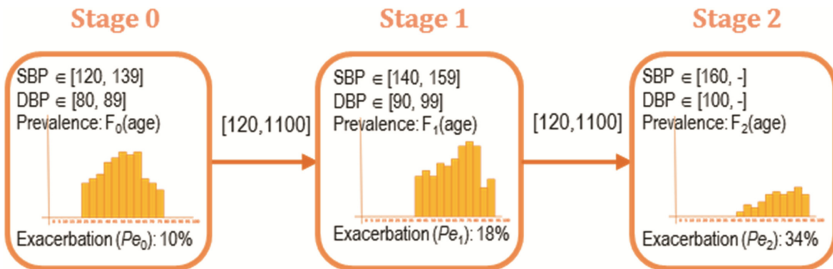 Stage 0
SBP ∈ [120, 139]
DBP ∈ [80, 89]
Prevalence: F₀(age)
Exacerbation (Pe₀): 10%
[120,1100]
Stage 1
SBP ∈ [140, 159]
DBP ∈ [90, 99]
Prevalence: F₁(age)
Exacerbation (Pe₁): 18%
[120,1100]
Stage 2
SBP ∈ [160, -]
DBP ∈ [100, -]
Prevalence: F₂(age)
Exacerbation (Pe₂): 34%